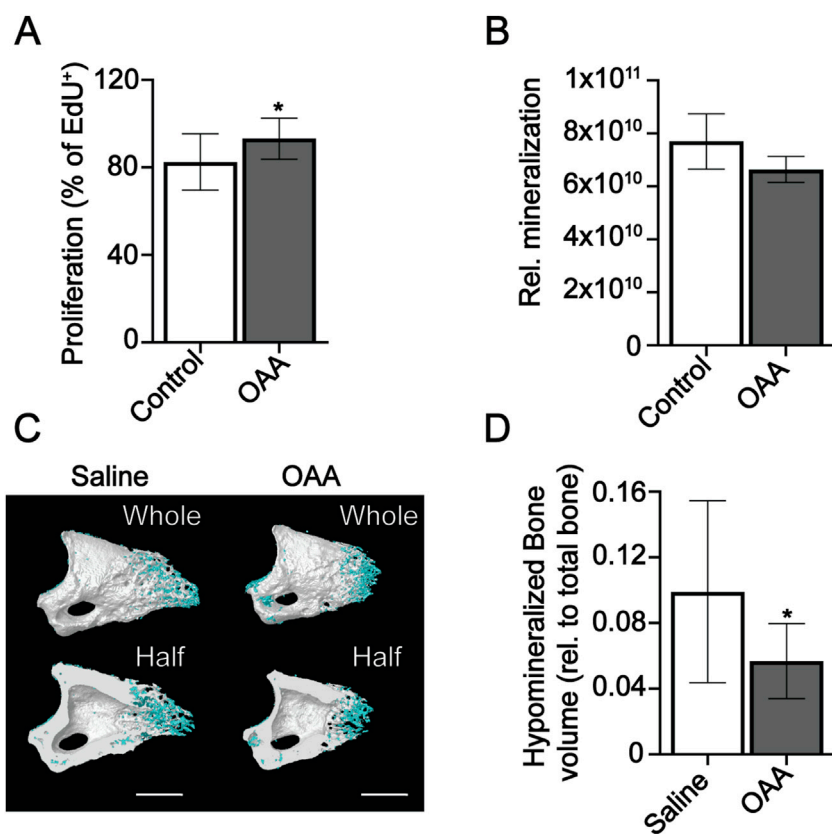 A
Proliferation (% of EdU⁺)
120
80
40
0
*
Control
OAA
B
Rel. mineralization
1x10¹¹
8x10¹⁰
6x10¹⁰
4x10¹⁰
2x10¹⁰
0
Control
OAA
C
Saline OAA
Whole Whole
Half Half
D
Hypomineralized Bone
volume (rel. to total bone)
0.16
0.12
0.08
0.04
0
*
Saline
OAA